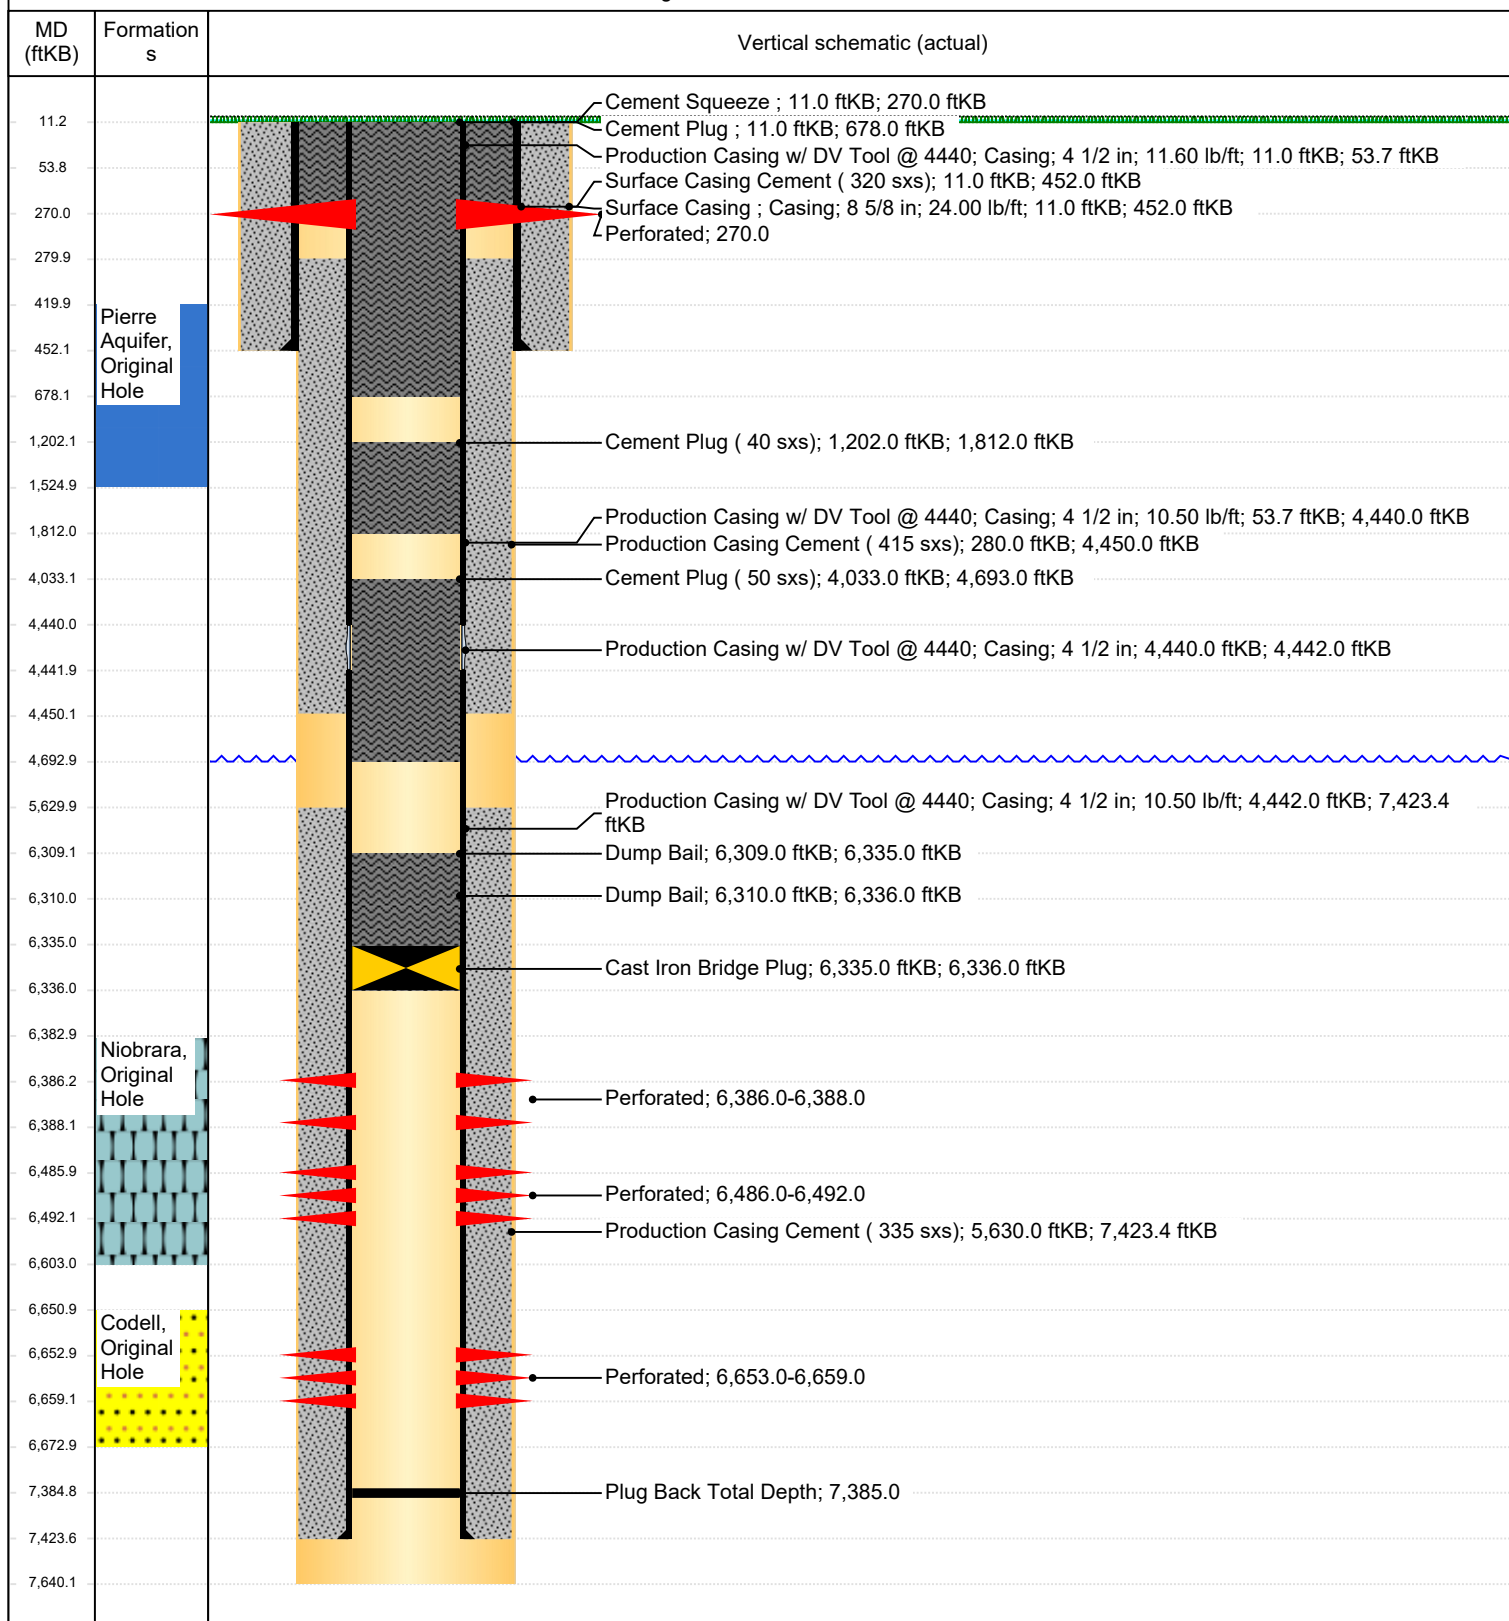 MD
(ftKB)
Formation
s
Vertical schematic (actual)
11.2
53.8
270.0
279.9
419.9
452.1
678.1
1,202.1
1,524.9
1,812.0
4,033.1
4,440.0
4,441.9
4,450.1
4,692.9
5,629.9
6,309.1
6,310.0
6,335.0
6,336.0
6,382.9
6,386.2
6,388.1
6,485.9
6,492.1
6,603.0
6,650.9
6,652.9
6,659.1
6,672.9
7,384.8
7,423.6
7,640.1
Pierre
Aquifer,
Original
Hole
Niobrara,
Original
Hole
Codell,
Original
Hole
Cement Squeeze ; 11.0 ftKB; 270.0 ftKB
Cement Plug ; 11.0 ftKB; 678.0 ftKB
Production Casing w/ DV Tool @ 4440; Casing; 4 1/2 in; 11.60 lb/ft; 11.0 ftKB; 53.7 ftKB
Surface Casing Cement ( 320 sxs); 11.0 ftKB; 452.0 ftKB
Surface Casing ; Casing; 8 5/8 in; 24.00 lb/ft; 11.0 ftKB; 452.0 ftKB
Perforated; 270.0
Cement Plug ( 40 sxs); 1,202.0 ftKB; 1,812.0 ftKB
Production Casing w/ DV Tool @ 4440; Casing; 4 1/2 in; 10.50 lb/ft; 53.7 ftKB; 4,440.0 ftKB
Production Casing Cement ( 415 sxs); 280.0 ftKB; 4,450.0 ftKB
Cement Plug ( 50 sxs); 4,033.0 ftKB; 4,693.0 ftKB
Production Casing w/ DV Tool @ 4440; Casing; 4 1/2 in; 4,440.0 ftKB; 4,442.0 ftKB
Production Casing w/ DV Tool @ 4440; Casing; 4 1/2 in; 10.50 lb/ft; 4,442.0 ftKB; 7,423.4
ftKB
Dump Bail; 6,309.0 ftKB; 6,335.0 ftKB
Dump Bail; 6,310.0 ftKB; 6,336.0 ftKB
Cast Iron Bridge Plug; 6,335.0 ftKB; 6,336.0 ftKB
Perforated; 6,386.0-6,388.0
Perforated; 6,486.0-6,492.0
Production Casing Cement ( 335 sxs); 5,630.0 ftKB; 7,423.4 ftKB
Perforated; 6,653.0-6,659.0
Plug Back Total Depth; 7,385.0